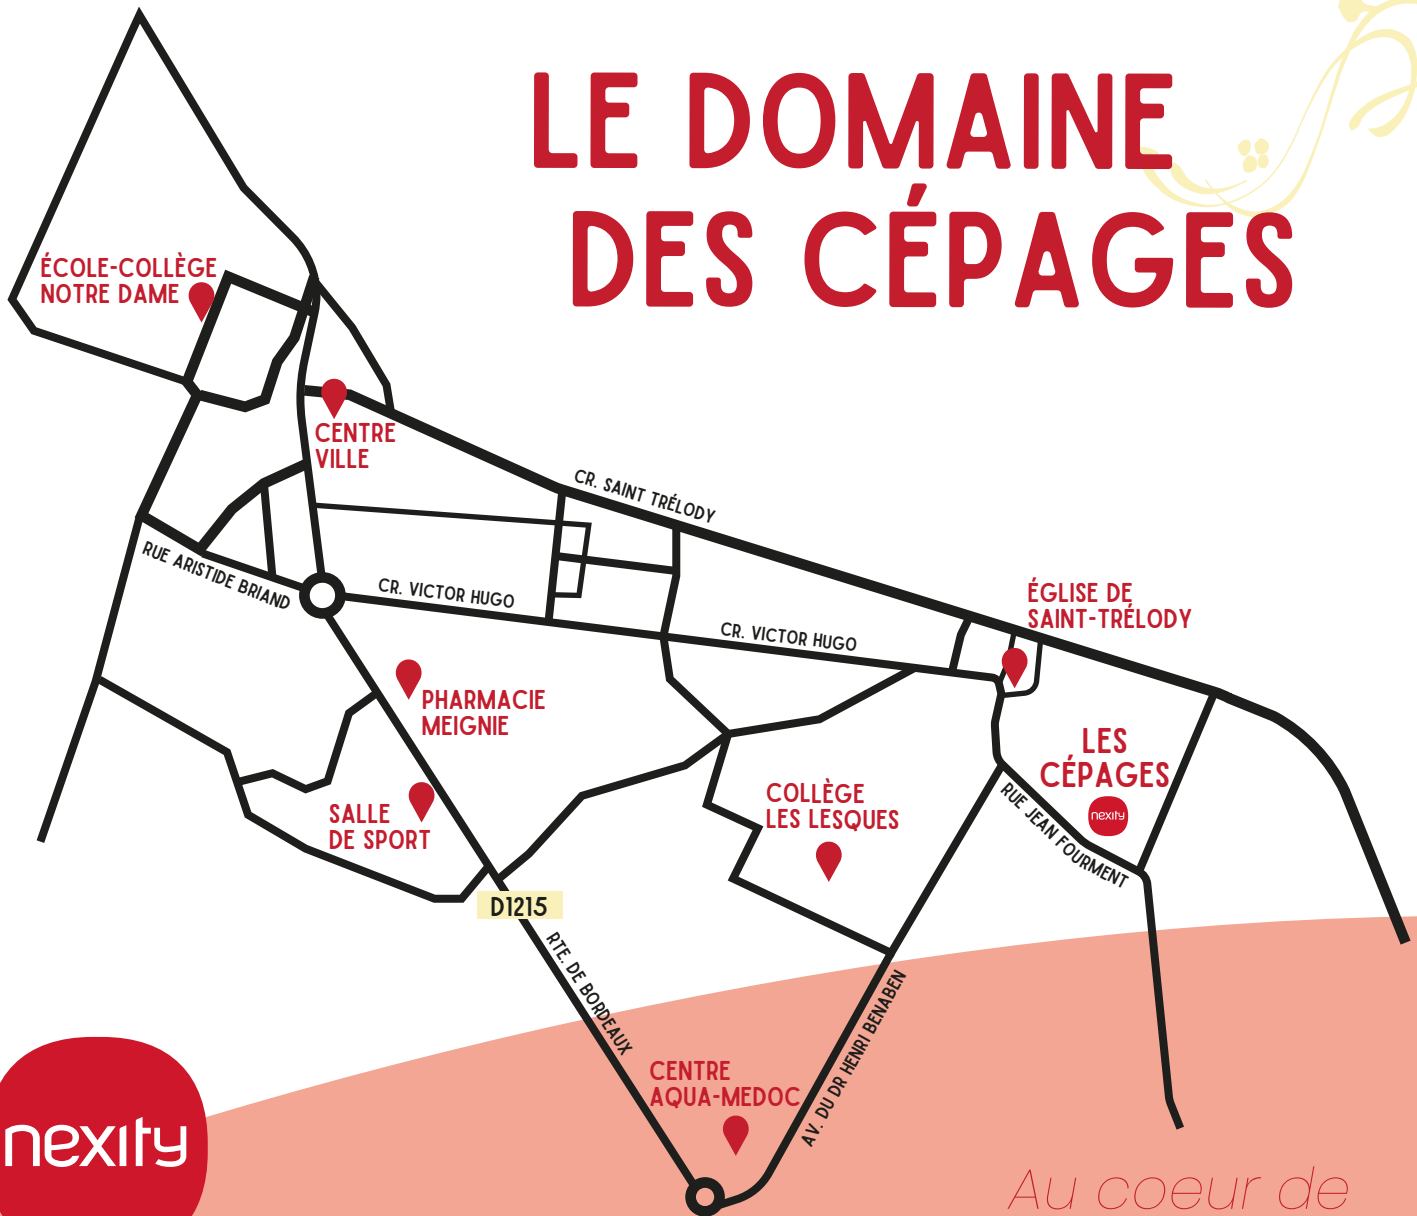 LE DOMAINE
DES CÉPAGES
ÉCOLE-COLLÈGE
NOTRE DAME
CENTRE
VILLE
CR. SAINT TRÉLODY
RUE ARISTIDE BRIAND
CR. VICTOR HUGO
CR. VICTOR HUGO
ÉGLISE DE
SAINT-TRÉLODY
PHARMACIE
MEIGNIE
LES
CÉPAGES
nexity
SALLE
DE SPORT
COLLÈGE
LES LESQUES
RUE JEAN FOURMENT
D1215
RTE. DE BORDEAUX
AV. DU DR HENRI BENABEN
CENTRE
AQUA-MEDOC
nexity
Au coeur de